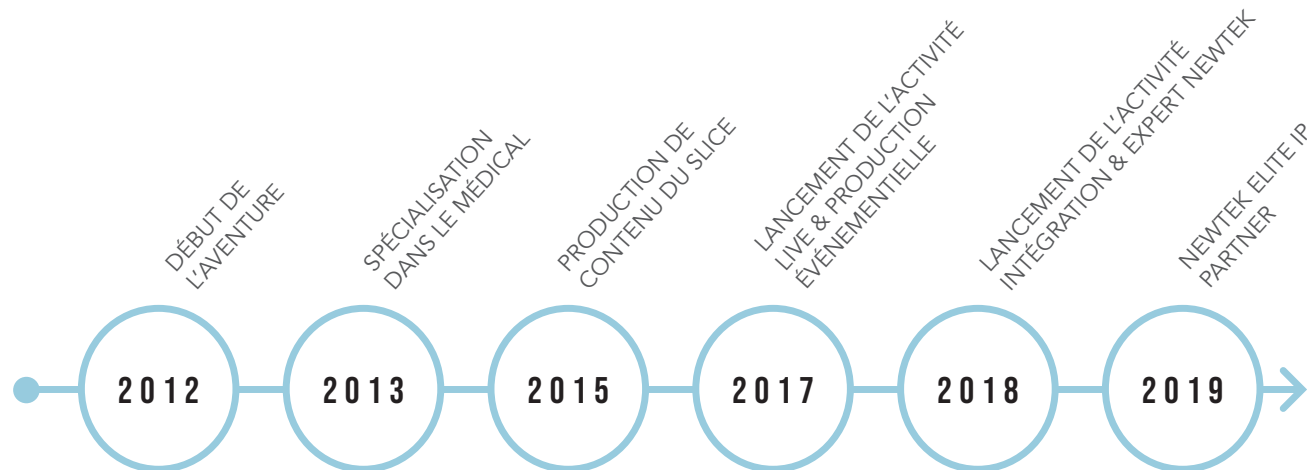 DÉBUT DE
L'AVENTURE
SPÉCIALISATION
DANS LE MÉDICAL
PRODUCTION DE
CONTENU DU SLICE
LANCEMENT DE L'ACTIVITÉ
LIVE & PRODUCTION
ÉVÉNEMENTIELLE
LANCEMENT DE L'ACTIVITÉ
INTÉGRATION & EXPERT NEWTEK
NEWTEK ELITE IP
PARTNER
2012
2013
2015
2017
2018
2019